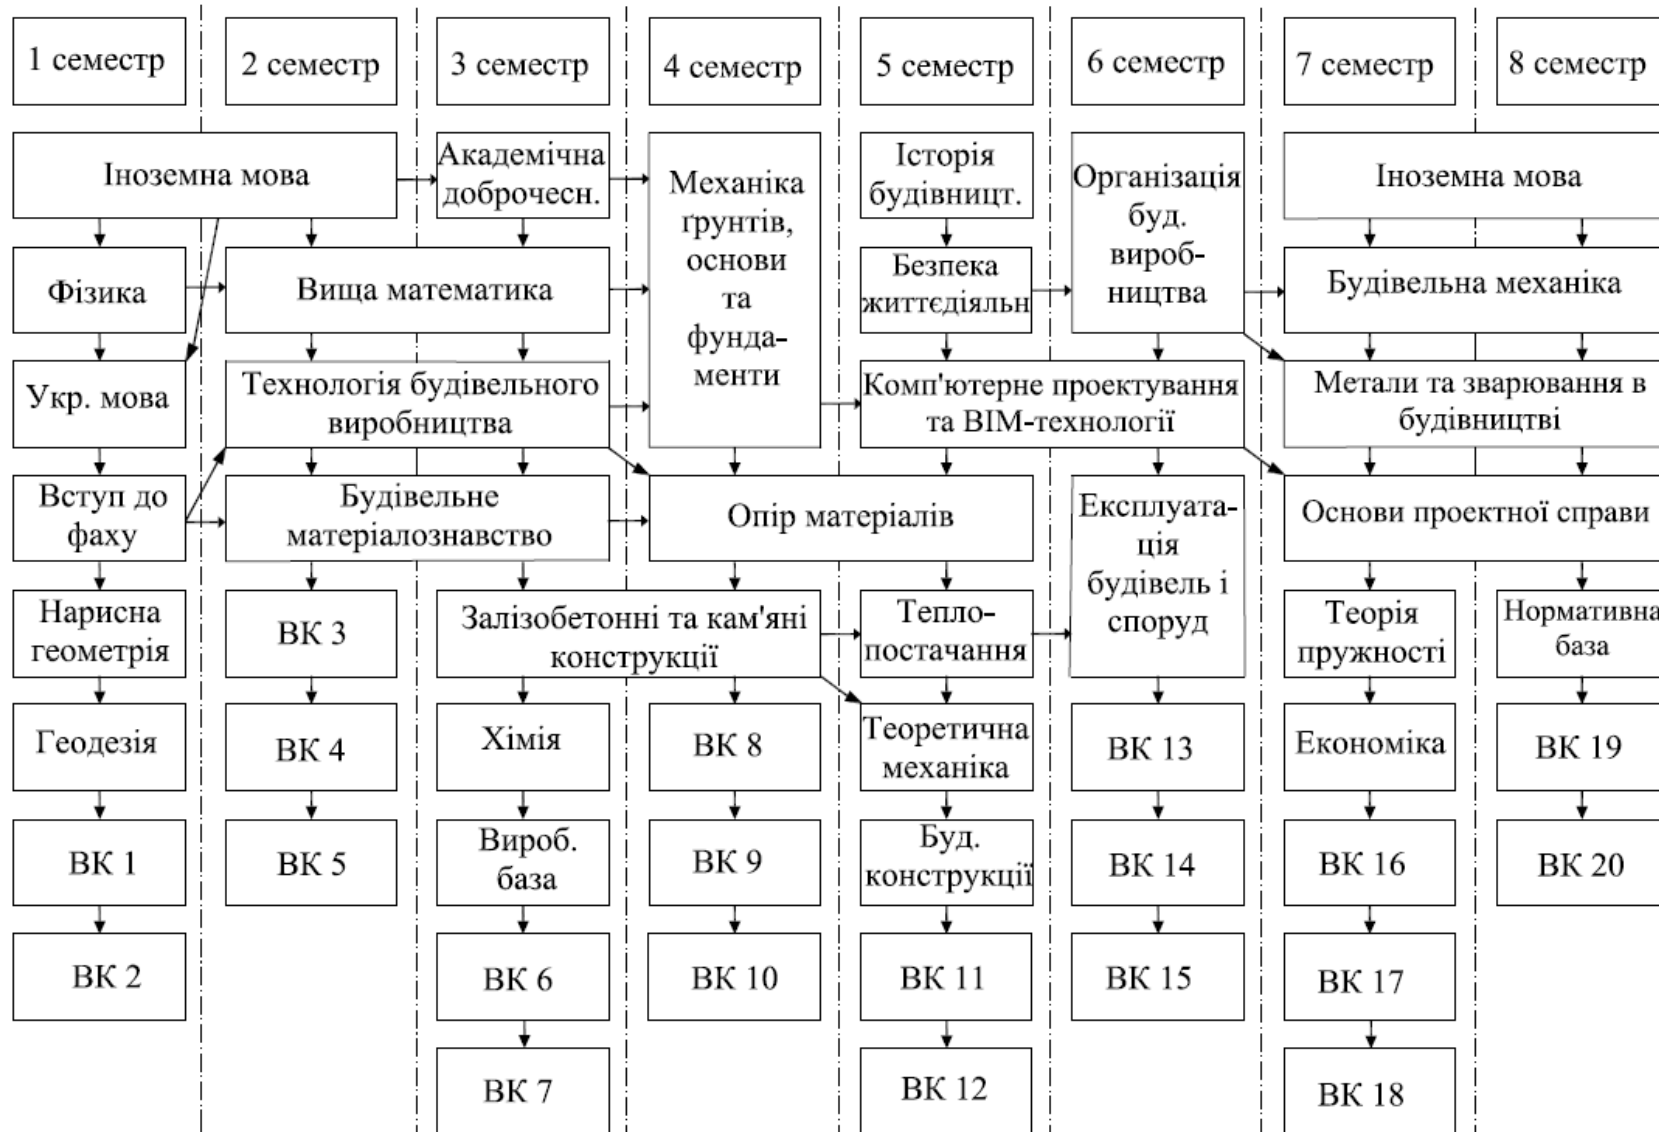 1 семестр
2 семестр
3 семестр
4 семестр
5 семестр
6 семестр
7 семестр
8 семестр
Іноземна мова
Академічна
доброчесн.
Механіка
ґрунтів,
основи
та
фунда-
менти
Історія
будівницт.
Організація
буд.
вироб-
ництва
Іноземна мова
Фізика
Вища математика
Безпека
життєдіяльн
Будівельна механіка
Укр. мова
Технологія будівельного
виробництва
Комп'ютерне проектування
та BIM-технології
Метали та зварювання в
будівництві
Вступ до
фаху
Будівельне
матеріалознавство
Опір матеріалів
Експлуата-
ція
будівель і
споруд
Основи проектної справи
Нарисна
геометрія
ВК 3
Залізобетонні та кам'яні
конструкції
Тепло-
постачання
Теорія
пружності
Нормативна
база
Геодезія
ВК 4
Хімія
ВК 8
Теоретична
механіка
ВК 13
Економіка
ВК 19
ВК 1
ВК 5
Вироб.
база
ВК 9
Буд.
конструкції
ВК 14
ВК 16
ВК 20
ВК 2
ВК 6
ВК 10
ВК 11
ВК 15
ВК 17
ВК 7
ВК 12
ВК 18